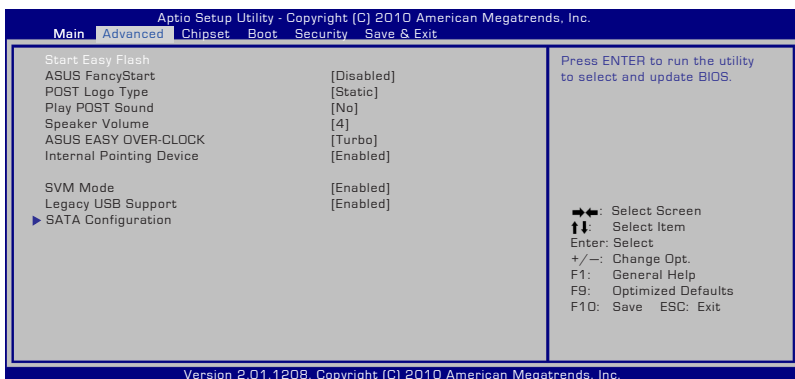 Aptio Setup Utility - Copyright (C) 2010 American Megatrends, Inc.
Main Advanced Chipset Boot Security Save & Exit
Start Easy Flash
ASUS FancyStart [Disabled]
POST Logo Type [Static]
Play POST Sound [No]
Speaker Volume [4]
ASUS EASY OVER-CLOCK [Turbo]
Internal Pointing Device [Enabled]
SVM Mode [Enabled]
Legacy USB Support [Enabled]
SATA Configuration
Press ENTER to run the utility
to select and update BIOS.
→←: Select Screen
↑↓: Select Item
Enter: Select
+/—: Change Opt.
F1: General Help
F9: Optimized Defaults
F10: Save ESC: Exit
Version 2.01.1208. Copyright (C) 2010 American Megatrends, Inc.